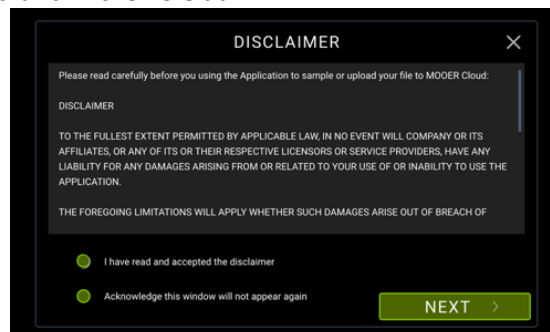 DISCLAIMER
Please read carefully before you using the Application to sample or upload your file to MOOER Cloud:
DISCLAIMER
TO THE FULLEST EXTENT PERMITTED BY APPLICABLE LAW, IN NO EVENT WILL COMPANY OR ITS
AFFILIATES, OR ANY OF ITS OR THEIR RESPECTIVE LICENSORS OR SERVICE PROVIDERS, HAVE ANY
LIABILITY FOR ANY DAMAGES ARISING FROM OR RELATED TO YOUR USE OF OR INABILITY TO USE THE
APPLICATION.
THE FOREGOING LIMITATIONS WILL APPLY WHETHER SUCH DAMAGES ARISE OUT OF BREACH OF
I have read and accepted the disclaimer
Acknowledge this window will not appear again
NEXT